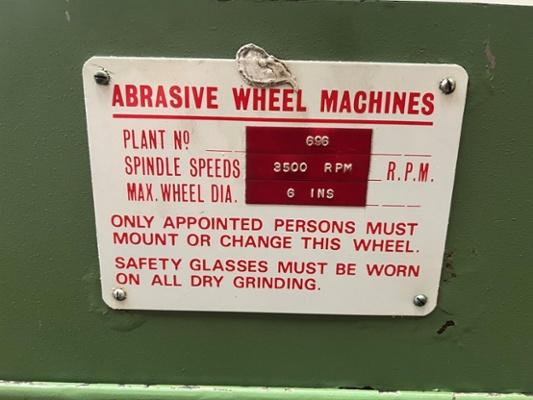 ABRASIVE WHEEL MACHINES
PLANT Nº 696
SPINDLE SPEEDS 3500 RPM R.P.M.
MAX. WHEEL DIA. 6 INS
ONLY APPOINTED PERSONS MUST
MOUNT OR CHANGE THIS WHEEL.
SAFETY GLASSES MUST BE WORN
ON ALL DRY GRINDING.